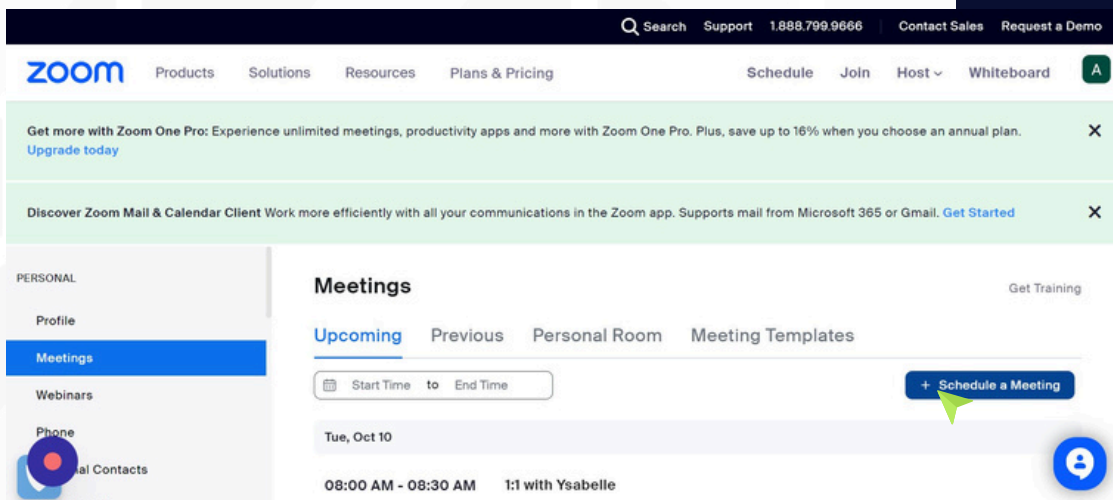 Search Support 1.888.799.9666 Contact Sales Request a Demo
zoom Products Solutions Resources Plans & Pricing Schedule Join Host Whiteboard A
Get more with Zoom One Pro: Experience unlimited meetings, productivity apps and more with Zoom One Pro. Plus, save up to 16% when you choose an annual plan.
Upgrade today
Discover Zoom Mail & Calendar Client Work more efficiently with all your communications in the Zoom app. Supports mail from Microsoft 365 or Gmail. Get Started
PERSONAL
Profile
Meetings
Webinars
Phone
al Contacts
Meetings
Get Training
Upcoming Previous Personal Room Meeting Templates
Start Time to End Time
+ Schedule a Meeting
Tue, Oct 10
08:00 AM - 08:30 AM 1:1 with Ysabelle